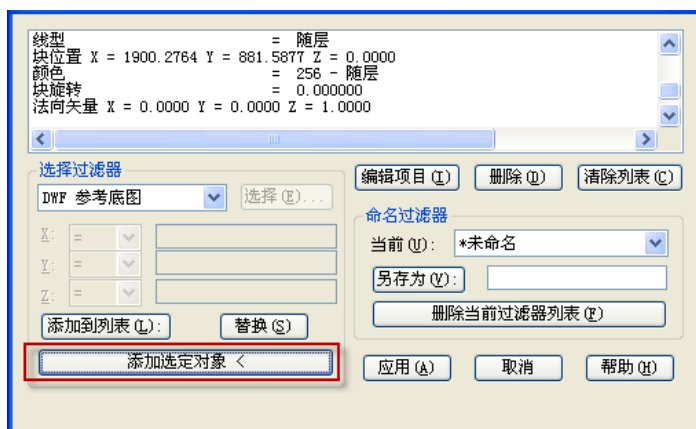 线型 = 随层
块位置 X = 1900.2764 Y = 881.5877 Z = 0.0000
颜色 = 256 - 随层
块旋转 = 0.000000
法向矢量 X = 0.0000 Y = 0.0000 Z = 1.0000
选择过滤器
DWF 参考底图
选择(E)...
X: =
Y: =
Z: =
添加到列表(L):
替换(S)
添加选定对象 <
编辑项目(I)
删除(D)
清除列表(C)
命名过滤器
当前(U): *未命名
另存为(V):
删除当前过滤器列表(F)
应用(A)
取消
帮助(H)